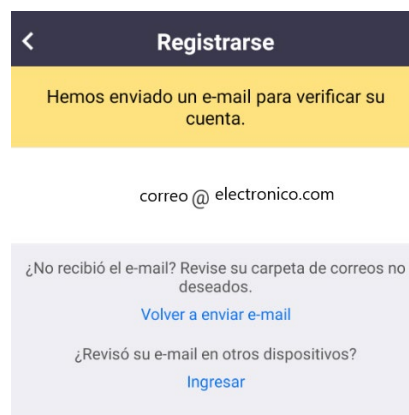 Registrarse
Hemos enviado un e-mail para verificar su
cuenta.
correo @ electronico.com
¿No recibió el e-mail? Revise su carpeta de correos no
deseados.
Volver a enviar e-mail
¿Revisó su e-mail en otros dispositivos?
Ingresar